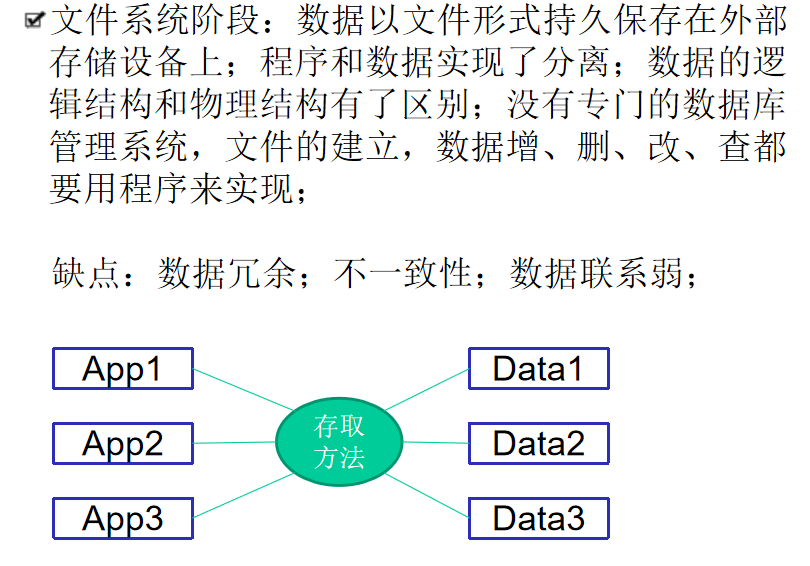 文件系统阶段：数据以文件形式持久保存在外部
存储设备上；程序和数据实现了分离；数据的逻
辑结构和物理结构有了区别；没有专门的数据库
管理系统，文件的建立，数据增、删、改、查都
要用程序来实现；
缺点：数据冗余；不一致性；数据联系弱；
App1
Data1
存取
方法
App2
Data2
App3
Data3